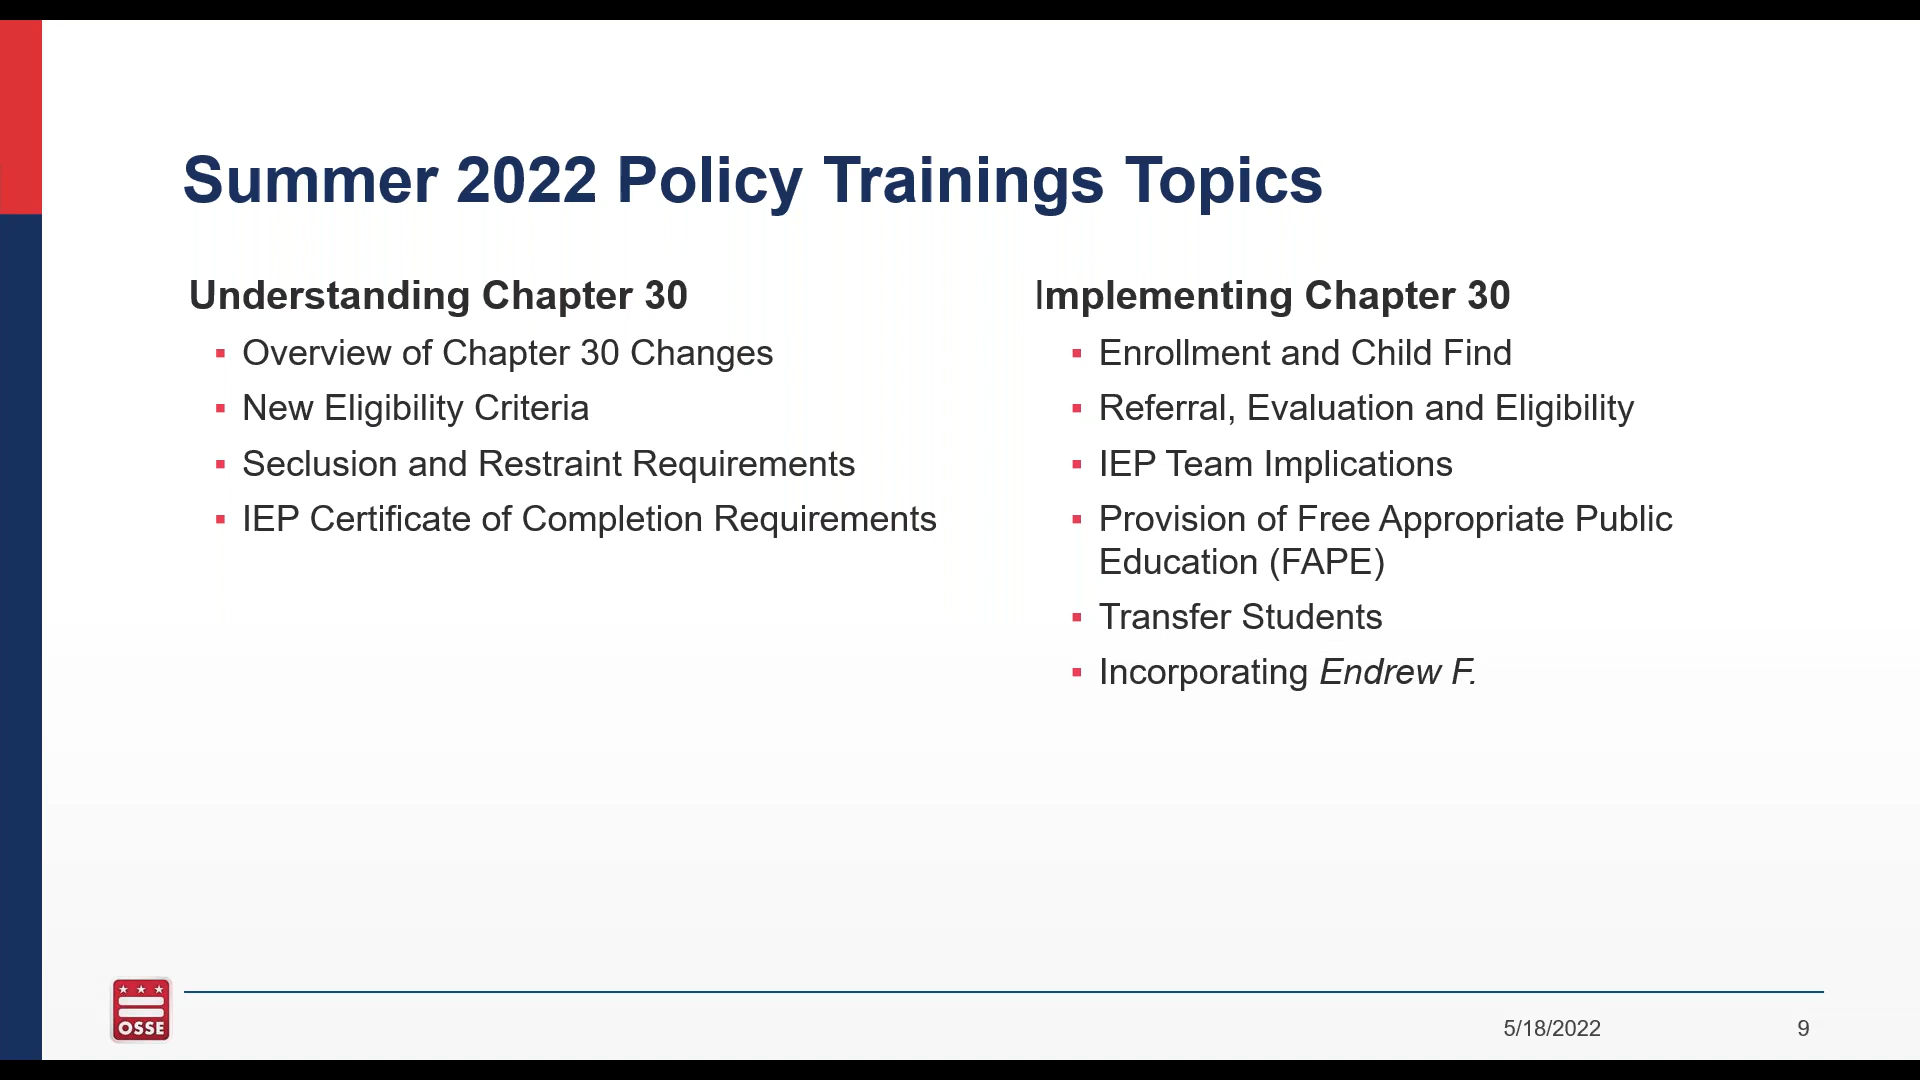 Summer 2022 Policy Trainings Topics
Understanding Chapter 30
▪ Overview of Chapter 30 Changes
▪ New Eligibility Criteria
▪ Seclusion and Restraint Requirements
▪ IEP Certificate of Completion Requirements
Implementing Chapter 30
▪ Enrollment and Child Find
▪ Referral, Evaluation and Eligibility
▪ IEP Team Implications
▪ Provision of Free Appropriate Public
Education (FAPE)
▪ Transfer Students
▪ Incorporating Endrew F.
OSSE
5/18/2022
9